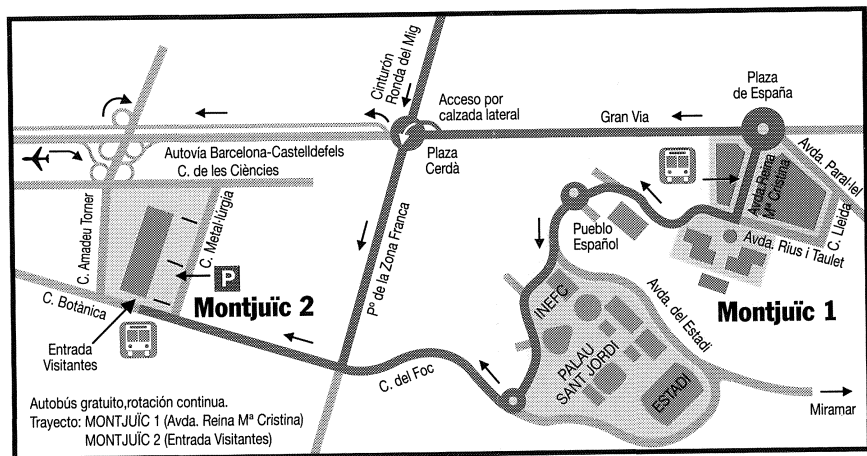 Cinturón
Ronda del Mig
Acceso por
calzada lateral
Gran Via
Plaza
de España
Autovía Barcelona-Castelldefels
C. de les Ciències
Plaza
Cerdà
Avda. Reina
Mª Cristina
Avda. Paral·lel
C. Lleida
Avda. Rius i Taulet
Pueblo
Español
C. Amadeu Torner
C. Metal·lúrgia
P
Pº de la Zona Franca
C. Botànica
Montjuïc 2
Montjuïc 1
INEFC
Avda. del Estadi
PALAU
SANT JORDI
ESTADI
Entrada
Visitantes
C. del Foc
Miramar
Autobús gratuito,rotación continua.
Trayecto: MONTJUÏC 1 (Avda. Reina Mª Cristina)
MONTJUÏC 2 (Entrada Visitantes)